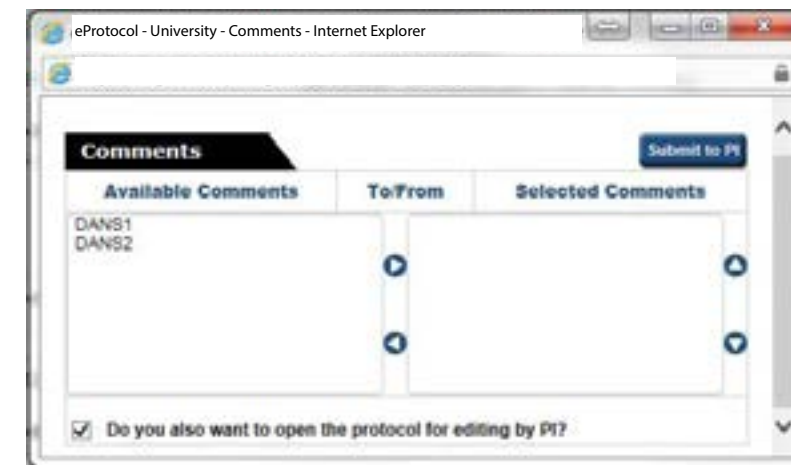 eProtocol - University - Comments - Internet Explorer
Comments
Submit to PI
Available Comments To/From Selected Comments
DANS1
DANS2
Do you also want to open the protocol for editing by PI?